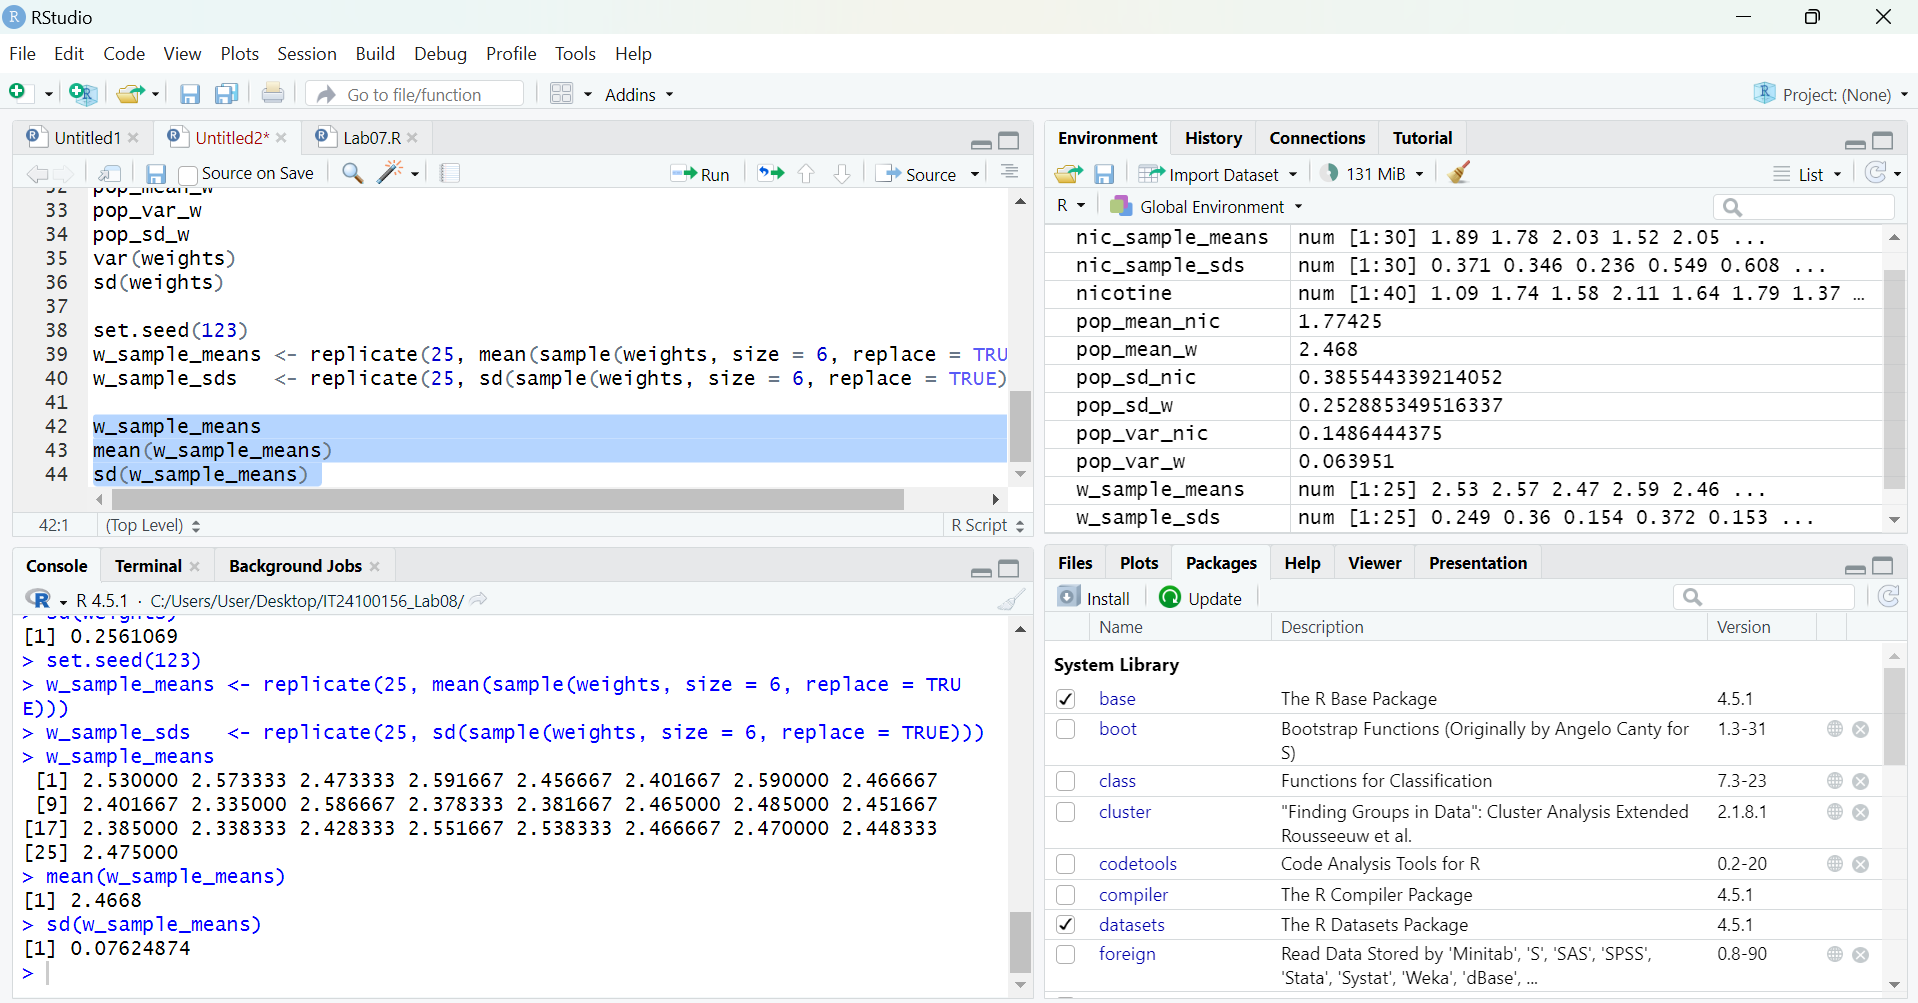 RStudio
File Edit Code View Plots Session Build Debug Profile Tools Help
Go to file/function Addins Project: (None)
Untitled1 Untitled2* Lab07.R
Source on Save Run Source
32 pop_mean_w
33 pop_var_w
34 pop_sd_w
35 var(weights)
36 sd(weights)
37
38 set.seed(123)
39 w_sample_means <- replicate(25, mean(sample(weights, size = 6, replace = TRU
40 w_sample_sds   <- replicate(25, sd(sample(weights, size = 6, replace = TRUE)
41
42 w_sample_means
43 mean(w_sample_means)
44 sd(w_sample_means)
42:1 (Top Level) R Script
Console Terminal Background Jobs
R 4.5.1 · C:/Users/User/Desktop/IT24100156_Lab08/
> sd(weights)
[1] 0.2561069
> set.seed(123)
> w_sample_means <- replicate(25, mean(sample(weights, size = 6, replace = TRU
E)))
> w_sample_sds   <- replicate(25, sd(sample(weights, size = 6, replace = TRUE)))
> w_sample_means
[1] 2.530000 2.573333 2.473333 2.591667 2.456667 2.401667 2.590000 2.466667
[9] 2.401667 2.335000 2.586667 2.378333 2.381667 2.465000 2.485000 2.451667
[17] 2.385000 2.338333 2.428333 2.551667 2.538333 2.466667 2.470000 2.448333
[25] 2.475000
> mean(w_sample_means)
[1] 2.4668
> sd(w_sample_means)
[1] 0.07624874
>
Environment History Connections Tutorial
Import Dataset 131 MiB List
R Global Environment
nic_sample_means num [1:30] 1.89 1.78 2.03 1.52 2.05 ...
nic_sample_sds num [1:30] 0.371 0.346 0.236 0.549 0.608 ...
nicotine num [1:40] 1.09 1.74 1.58 2.11 1.64 1.79 1.37 …
pop_mean_nic 1.77425
pop_mean_w 2.468
pop_sd_nic 0.385544339214052
pop_sd_w 0.252885349516337
pop_var_nic 0.1486444375
pop_var_w 0.063951
w_sample_means num [1:25] 2.53 2.57 2.47 2.59 2.46 ...
w_sample_sds num [1:25] 0.249 0.36 0.154 0.372 0.153 ...
Files Plots Packages Help Viewer Presentation
Install Update
Name Description Version
System Library
base The R Base Package 4.5.1
boot Bootstrap Functions (Originally by Angelo Canty for 1.3-31
S)
class Functions for Classification 7.3-23
cluster "Finding Groups in Data": Cluster Analysis Extended 2.1.8.1
Rousseeuw et al.
codetools Code Analysis Tools for R 0.2-20
compiler The R Compiler Package 4.5.1
datasets The R Datasets Package 4.5.1
foreign Read Data Stored by 'Minitab', 'S', 'SAS', 'SPSS', 0.8-90
'Stata', 'Systat', 'Weka', 'dBase', ...